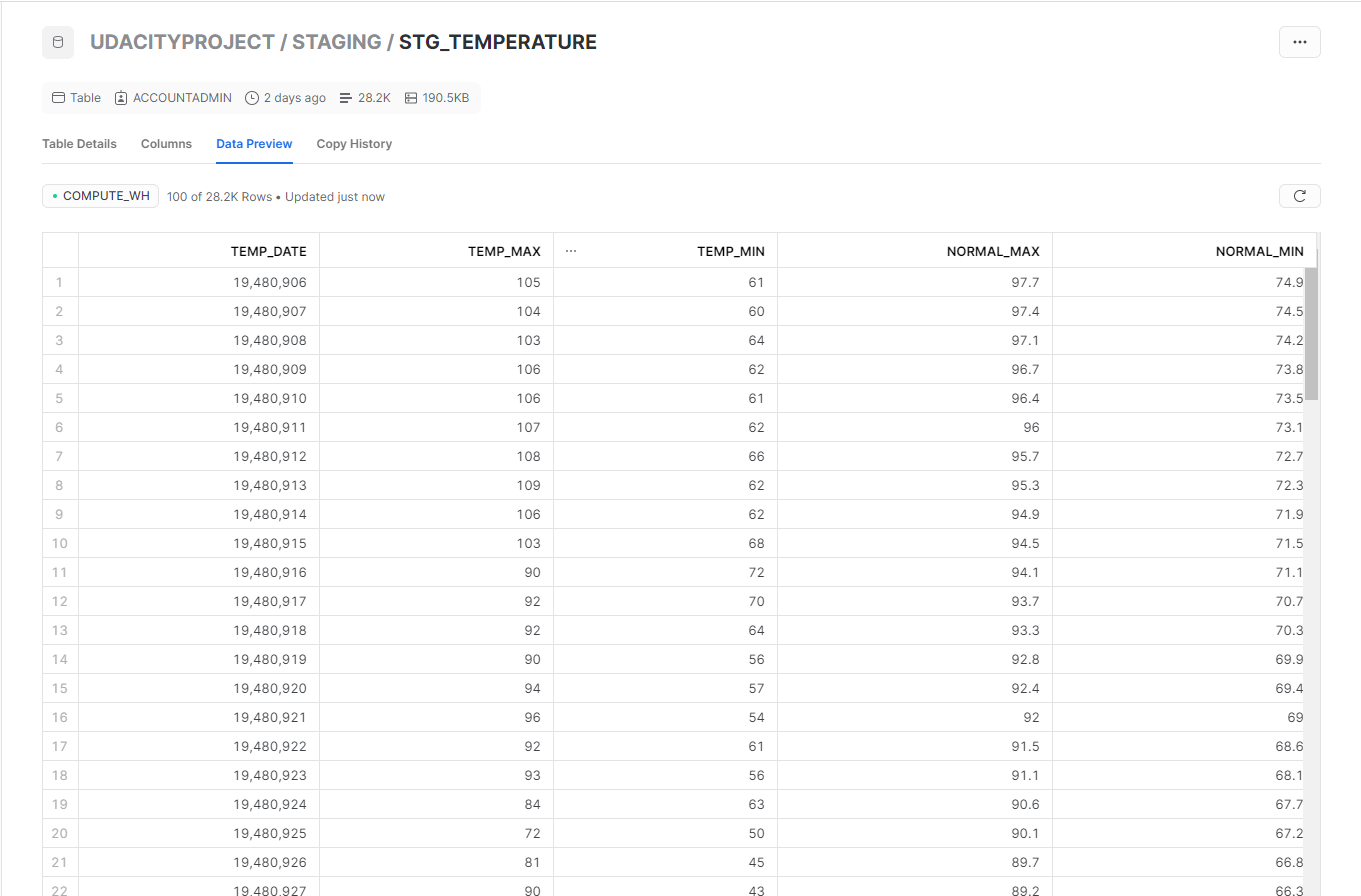 UDACITYPROJECT / STAGING / STG_TEMPERATURE
...
Table ACCOUNTADMIN 2 days ago 28.2K 190.5KB
Table Details Columns Data Preview Copy History
COMPUTE_WH 100 of 28.2K Rows • Updated just now
TEMP_DATE TEMP_MAX ... TEMP_MIN NORMAL_MAX NORMAL_MIN
1 19,480,906 105 61 97.7 74.9
2 19,480,907 104 60 97.4 74.5
3 19,480,908 103 64 97.1 74.2
4 19,480,909 106 62 96.7 73.8
5 19,480,910 106 61 96.4 73.5
6 19,480,911 107 62 96 73.1
7 19,480,912 108 66 95.7 72.7
8 19,480,913 109 62 95.3 72.3
9 19,480,914 106 62 94.9 71.9
10 19,480,915 103 68 94.5 71.5
11 19,480,916 90 72 94.1 71.1
12 19,480,917 92 70 93.7 70.7
13 19,480,918 92 64 93.3 70.3
14 19,480,919 90 56 92.8 69.9
15 19,480,920 94 57 92.4 69.4
16 19,480,921 96 54 92 69
17 19,480,922 92 61 91.5 68.6
18 19,480,923 93 56 91.1 68.1
19 19,480,924 84 63 90.6 67.7
20 19,480,925 72 50 90.1 67.2
21 19,480,926 81 45 89.7 66.8
22 19,480,927 90 43 89.2 66.3